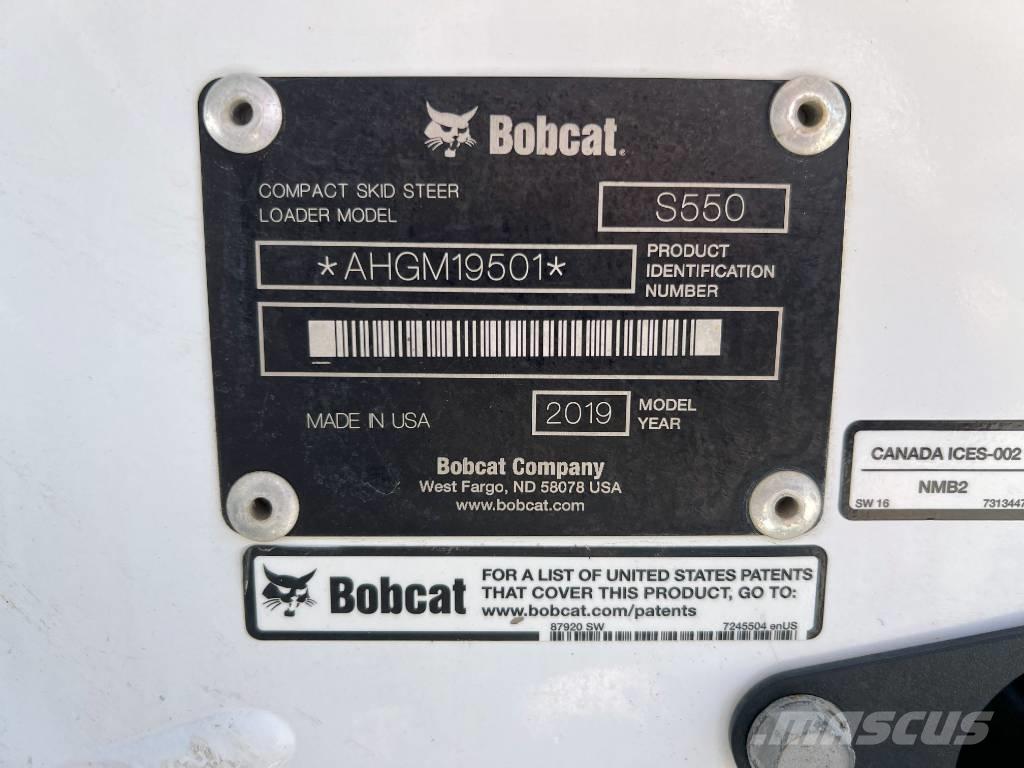 Bobcat.
COMPACT SKID STEER
LOADER MODEL
S550
*AHGM19501*
PRODUCT
IDENTIFICATION
NUMBER
MADE IN USA
2019
MODEL
YEAR
Bobcat Company
West Fargo, ND 58078 USA
www.bobcat.com
CANADA ICES-002
NMB2
SW 16 7313447
Bobcat
FOR A LIST OF UNITED STATES PATENTS
THAT COVER THIS PRODUCT, GO TO:
www.bobcat.com/patents
87920 SW 7245504 enUS
MASCUS